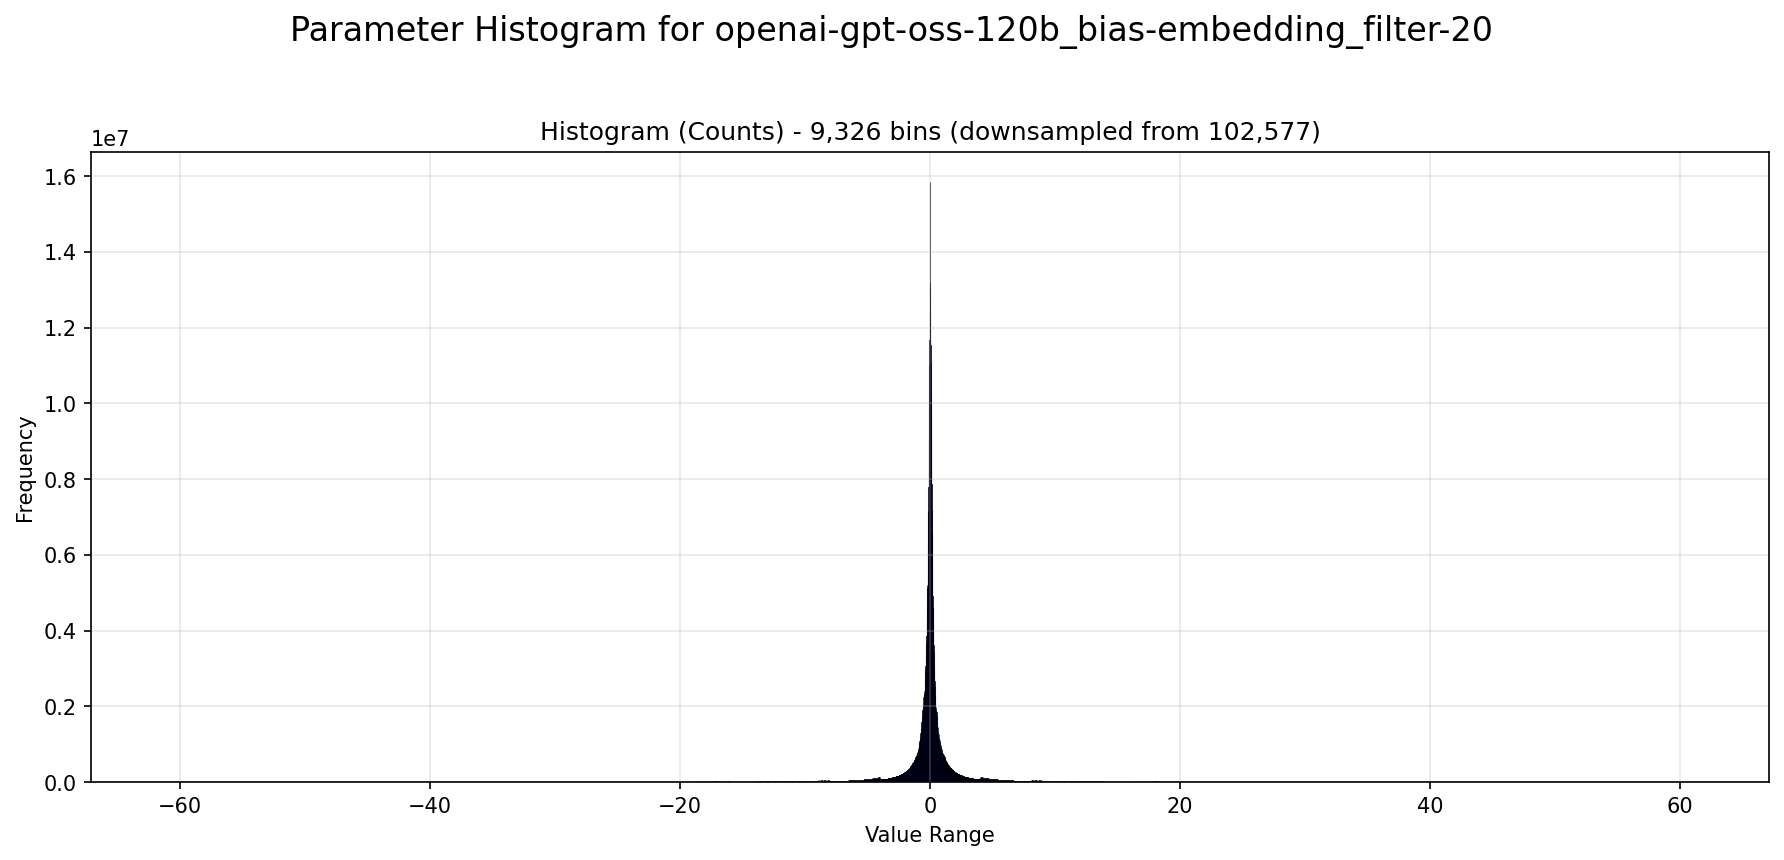 Parameter Histogram for openai-gpt-oss-120b_bias-embedding_filter-20
Histogram (Counts) - 9,326 bins (downsampled from 102,577)
1e7
1.6
1.4
1.2
1.0
0.8
0.6
0.4
0.2
0.0
Frequency
−60 −40 −20 0 20 40 60
Value Range